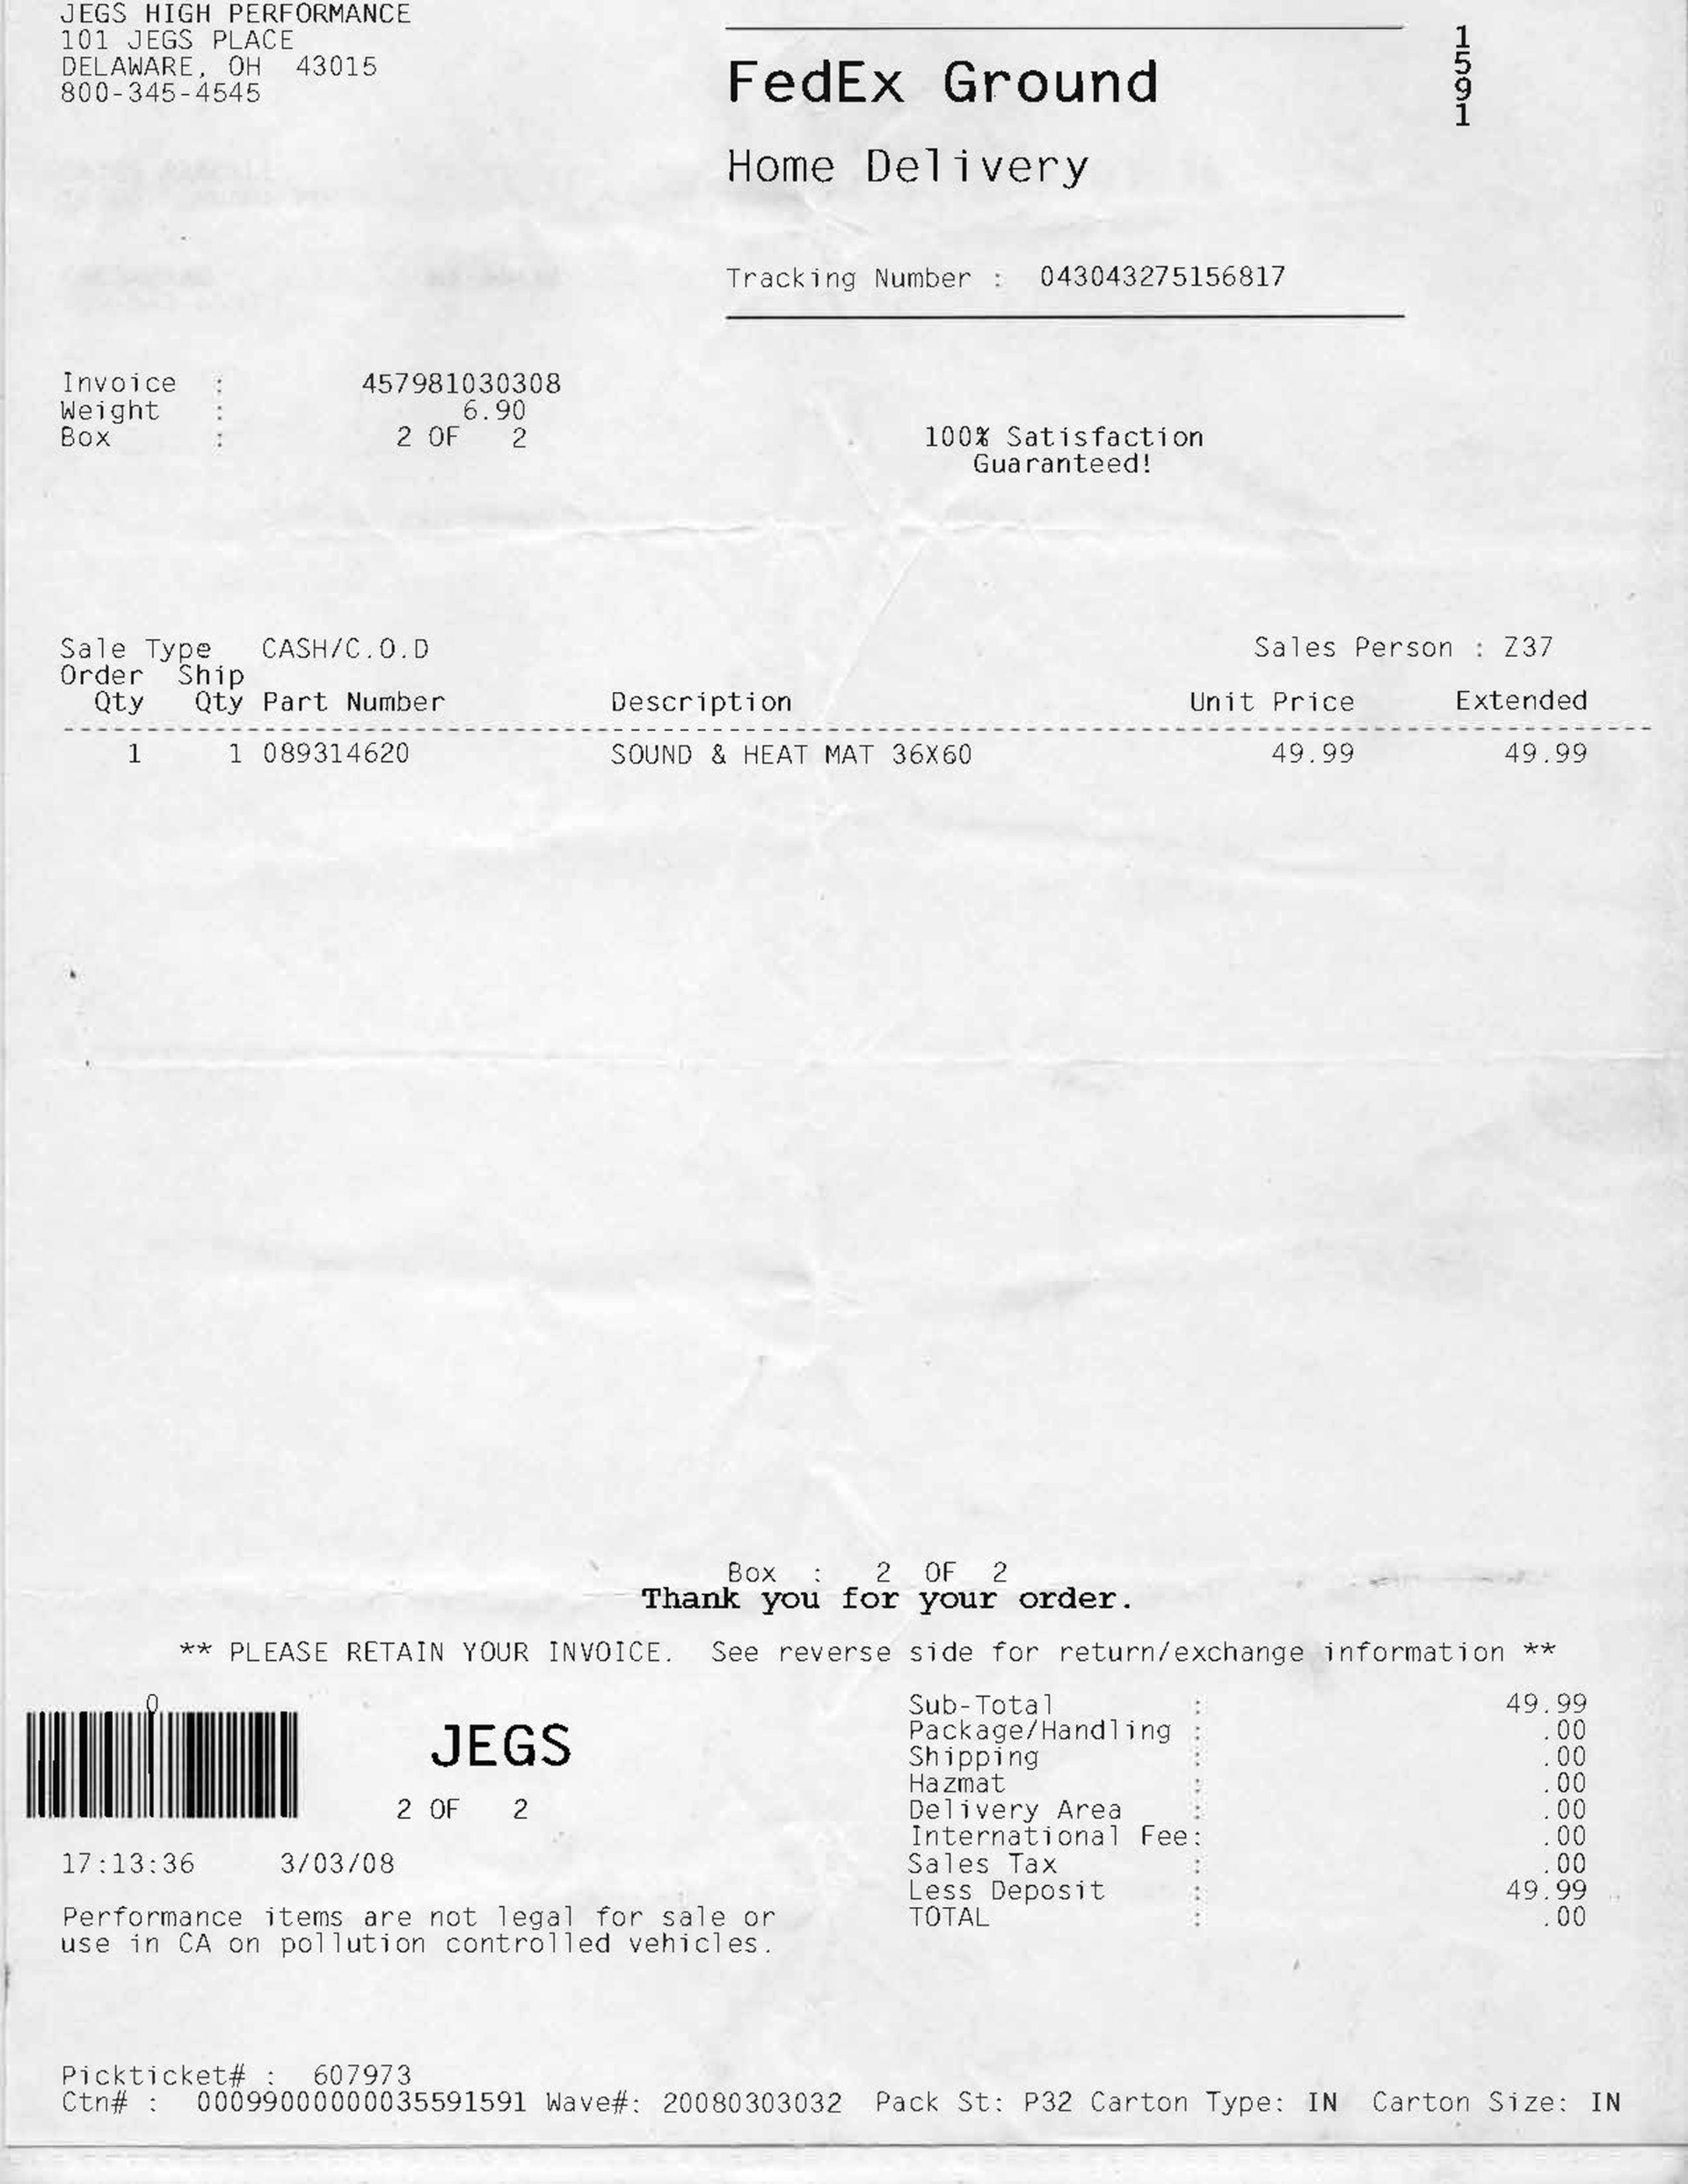 JEGS HIGH PERFORMANCE
101 JEGS PLACE
DELAWARE, OH 43015
800-345-4545
1591
FedEx Ground
Home Delivery
Tracking Number : 043043275156817
Invoice : 457981030308
Weight : 6.90
Box : 2 OF 2
100% Satisfaction
Guaranteed!
Sale Type CASH/C.O.D Sales Person : Z37
Order Ship
Qty Qty Part Number Description Unit Price Extended
1 1 089314620 SOUND & HEAT MAT 36X60 49.99 49.99
Box : 2 OF 2
Thank you for your order.
** PLEASE RETAIN YOUR INVOICE. See reverse side for return/exchange information **
0
JEGS
2 OF 2
17:13:36 3/03/08
Performance items are not legal for sale or
use in CA on pollution controlled vehicles.
Sub-Total : 49.99
Package/Handling : .00
Shipping : .00
Hazmat : .00
Delivery Area : .00
International Fee: .00
Sales Tax : .00
Less Deposit : 49.99
TOTAL : .00
Pickticket# : 607973
Ctn# : 00099000000035591591 Wave#: 20080303032 Pack St: P32 Carton Type: IN Carton Size: IN